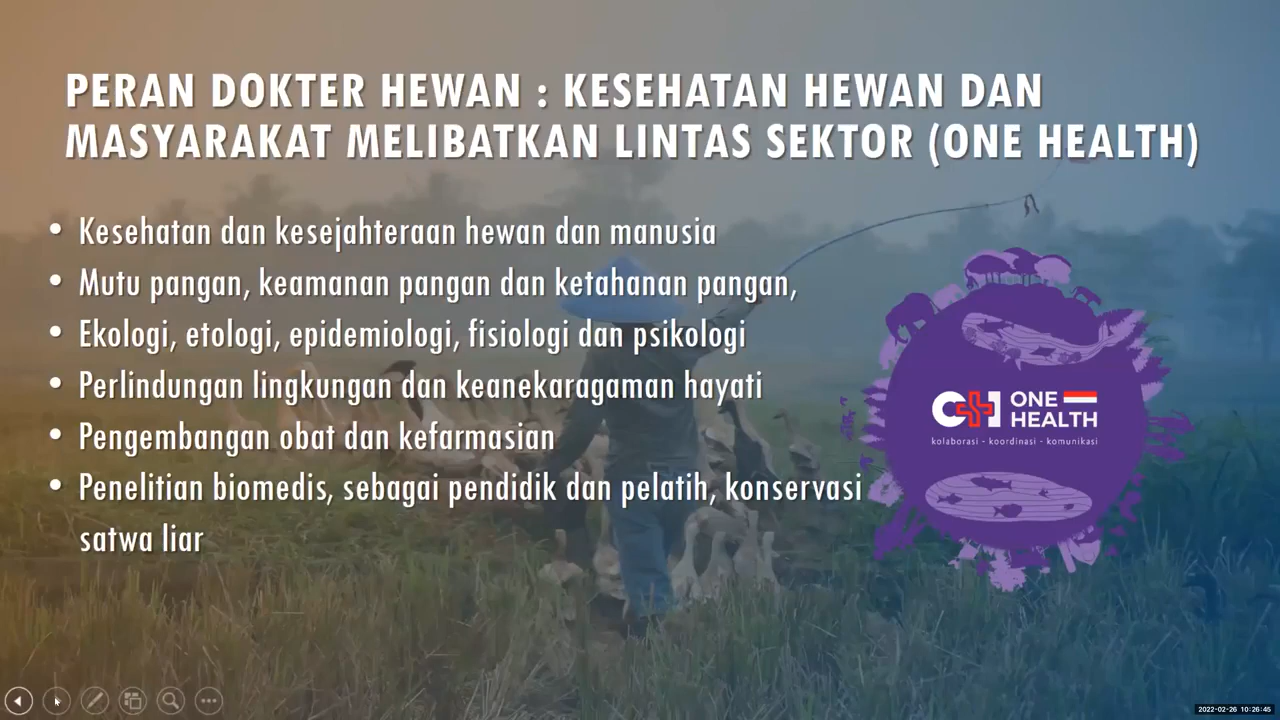 PERAN DOKTER HEWAN : KESEHATAN HEWAN DAN
MASYARAKAT MELIBATKAN LINTAS SEKTOR (ONE HEALTH)
• Kesehatan dan kesejahteraan hewan dan manusia
• Mutu pangan, keamanan pangan dan ketahanan pangan,
• Ekologi, etologi, epidemiologi, fisiologi dan psikologi
• Perlindungan lingkungan dan keanekaragaman hayati
• Pengembangan obat dan kefarmasian
• Penelitian biomedis, sebagai pendidik dan pelatih, konservasi
satwa liar
OH ONE
HEALTH
kolaborasi - koordinasi - komunikasi
2022-02-26 10:26:45